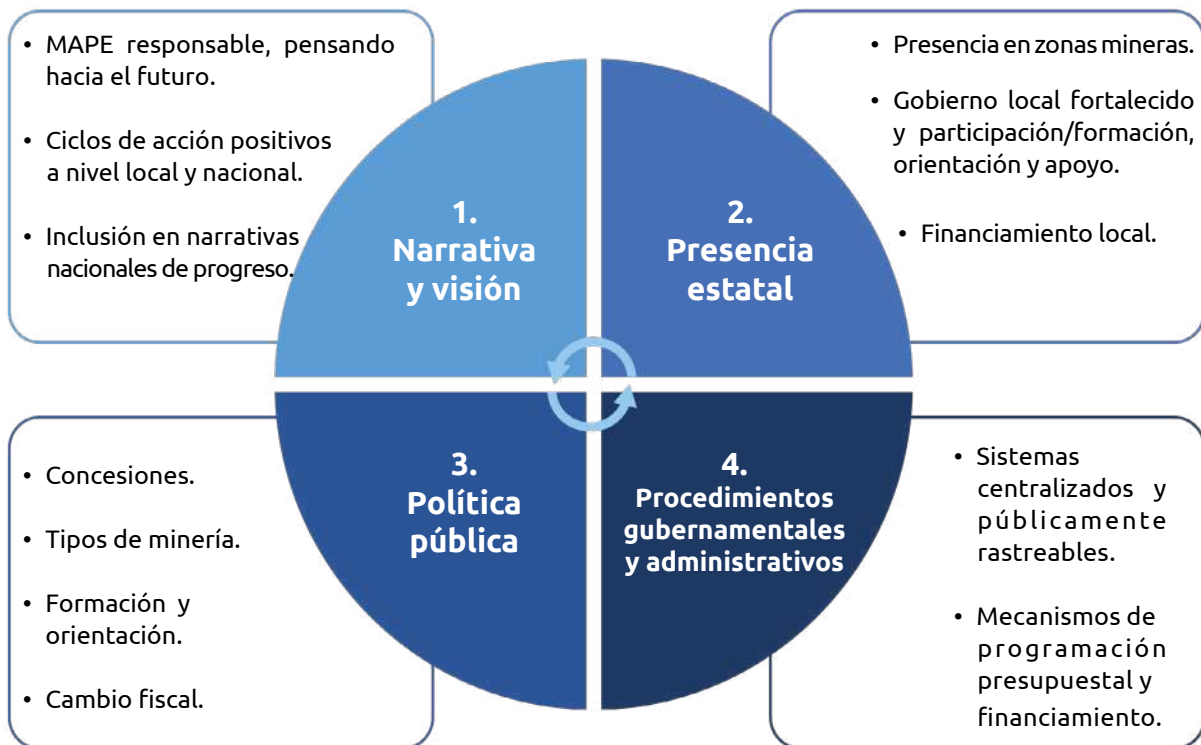 • MAPE responsable, pensando
hacia el futuro.
• Ciclos de acción positivos
a nivel local y nacional.
• Inclusión en narrativas
nacionales de progreso.
1.
Narrativa
y visión
2.
Presencia
estatal
• Presencia en zonas mineras.
• Gobierno local fortalecido
y participación/formación,
orientación y apoyo.
• Financiamiento local.
• Concesiones.
• Tipos de minería.
• Formación y
orientación.
• Cambio fiscal.
3.
Política
pública
4.
Procedimientos
gubernamentales
y administrativos
• Sistemas
centralizados y
públicamente
rastreables.
• Mecanismos de
programación
presupuestal y
financiamiento.